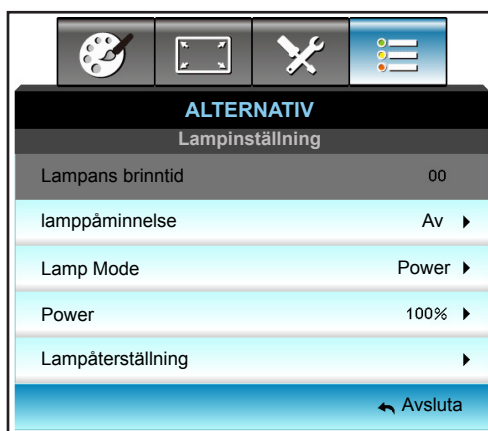 ALTERNATIV
Lampinställning
Lampans brinntid 00
lamppåminnelse Av
Lamp Mode Power
Power 100%
Lampåterställning
Avsluta